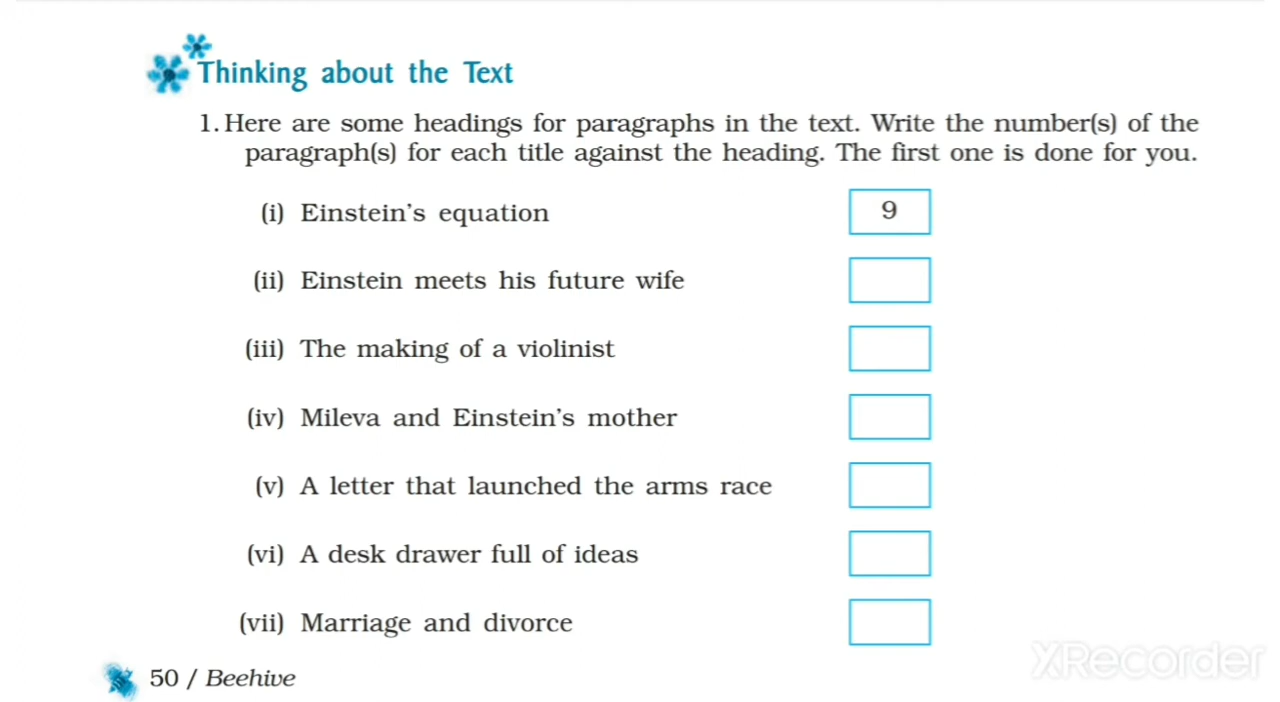 Thinking about the Text
1. Here are some headings for paragraphs in the text. Write the number(s) of the
paragraph(s) for each title against the heading. The first one is done for you.
(i) Einstein's equation 9
(ii) Einstein meets his future wife
(iii) The making of a violinist
(iv) Mileva and Einstein's mother
(v) A letter that launched the arms race
(vi) A desk drawer full of ideas
(vii) Marriage and divorce
50 / Beehive
XRecorder